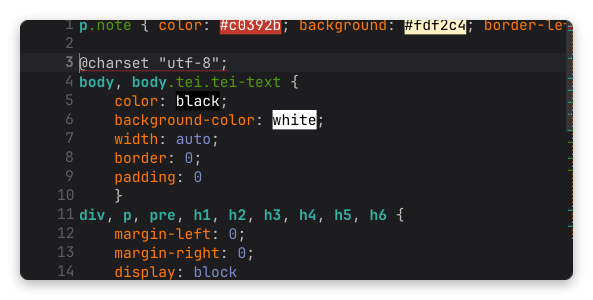 1 p.note { color: #c0392b; background: #fdf2c4; border-le
2
3 @charset "utf-8";
4 body, body.tei.tei-text {
5 color: black;
6 background-color: white;
7 width: auto;
8 border: 0;
9 padding: 0
10 }
11 div, p, pre, h1, h2, h3, h4, h5, h6 {
12 margin-left: 0;
13 margin-right: 0;
14 display: block